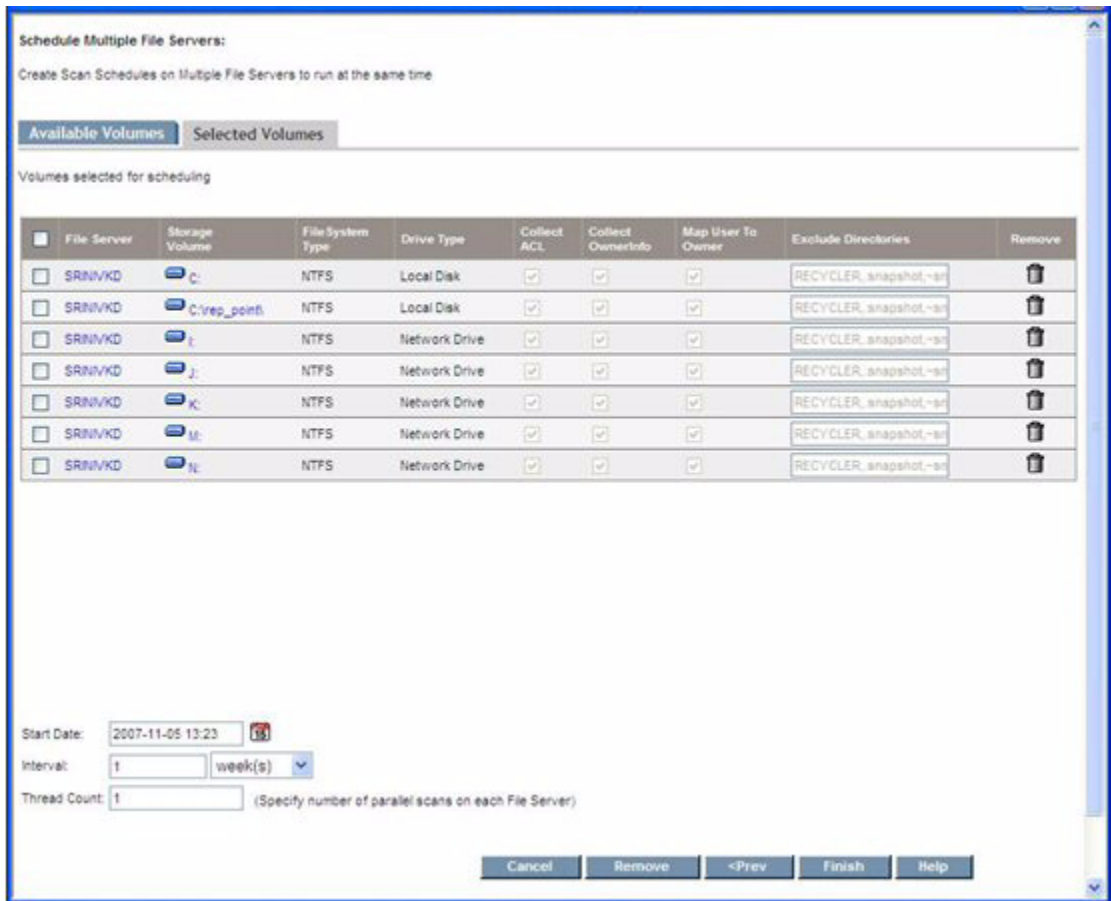 Schedule Multiple File Servers:
Create Scan Schedules on Multiple File Servers to run at the same time
Available Volumes Selected Volumes
Volumes selected for scheduling
File Server Storage Volume FileSystem Type Drive Type Collect ACL Collect OwnerInfo Map User To Owner Exclude Directories Remove
SRINIVKD C: NTFS Local Disk RECYCLER, snapshot,~sn
SRINIVKD C:\rep_point\ NTFS Local Disk RECYCLER, snapshot,~sn
SRINIVKD I: NTFS Network Drive RECYCLER, snapshot,~sn
SRINIVKD J: NTFS Network Drive RECYCLER, snapshot,~sn
SRINIVKD K: NTFS Network Drive RECYCLER, snapshot,~sn
SRINIVKD M: NTFS Network Drive RECYCLER, snapshot,~sn
SRINIVKD N: NTFS Network Drive RECYCLER, snapshot,~sn
Start Date: 2007-11-05 13:23
Interval: 1 week(s)
Thread Count: 1 (Specify number of parallel scans on each File Server)
Cancel Remove <Prev Finish Help